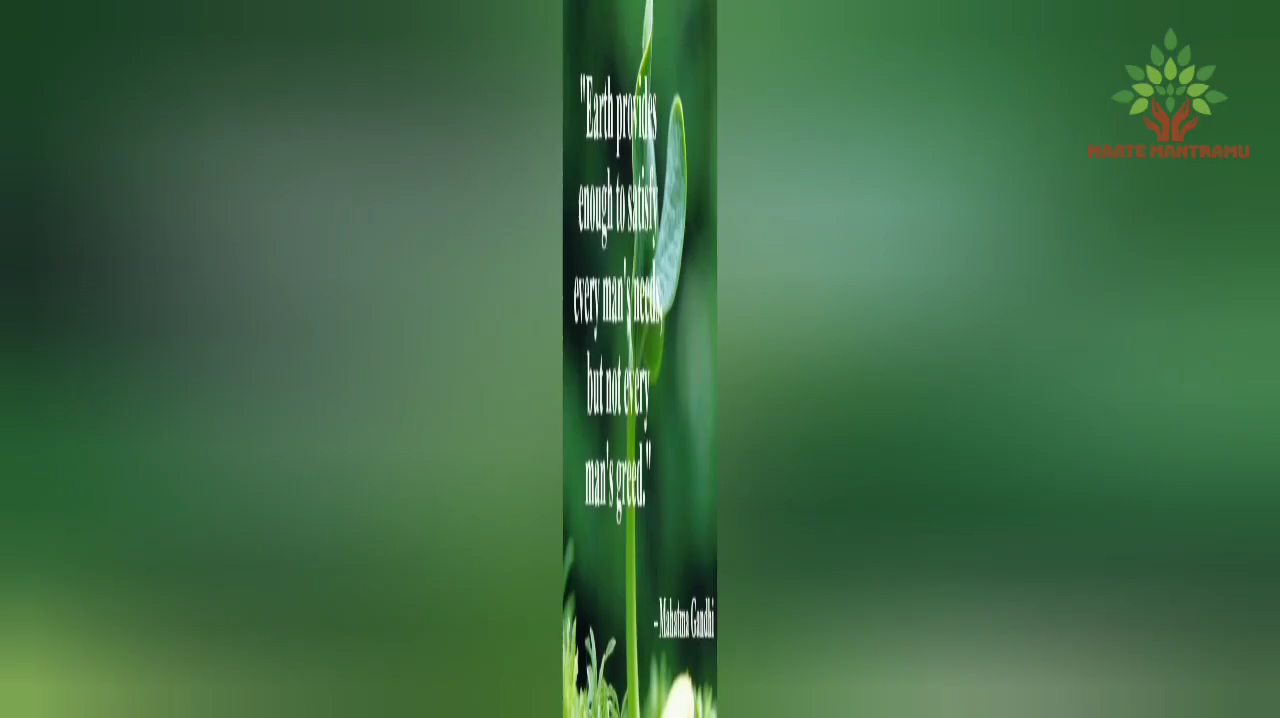 "Earth provides
enough to satisfy
every man's needs,
but not every
man's greed."
– Mahatma Gandhi
MAATE MANTRAMU